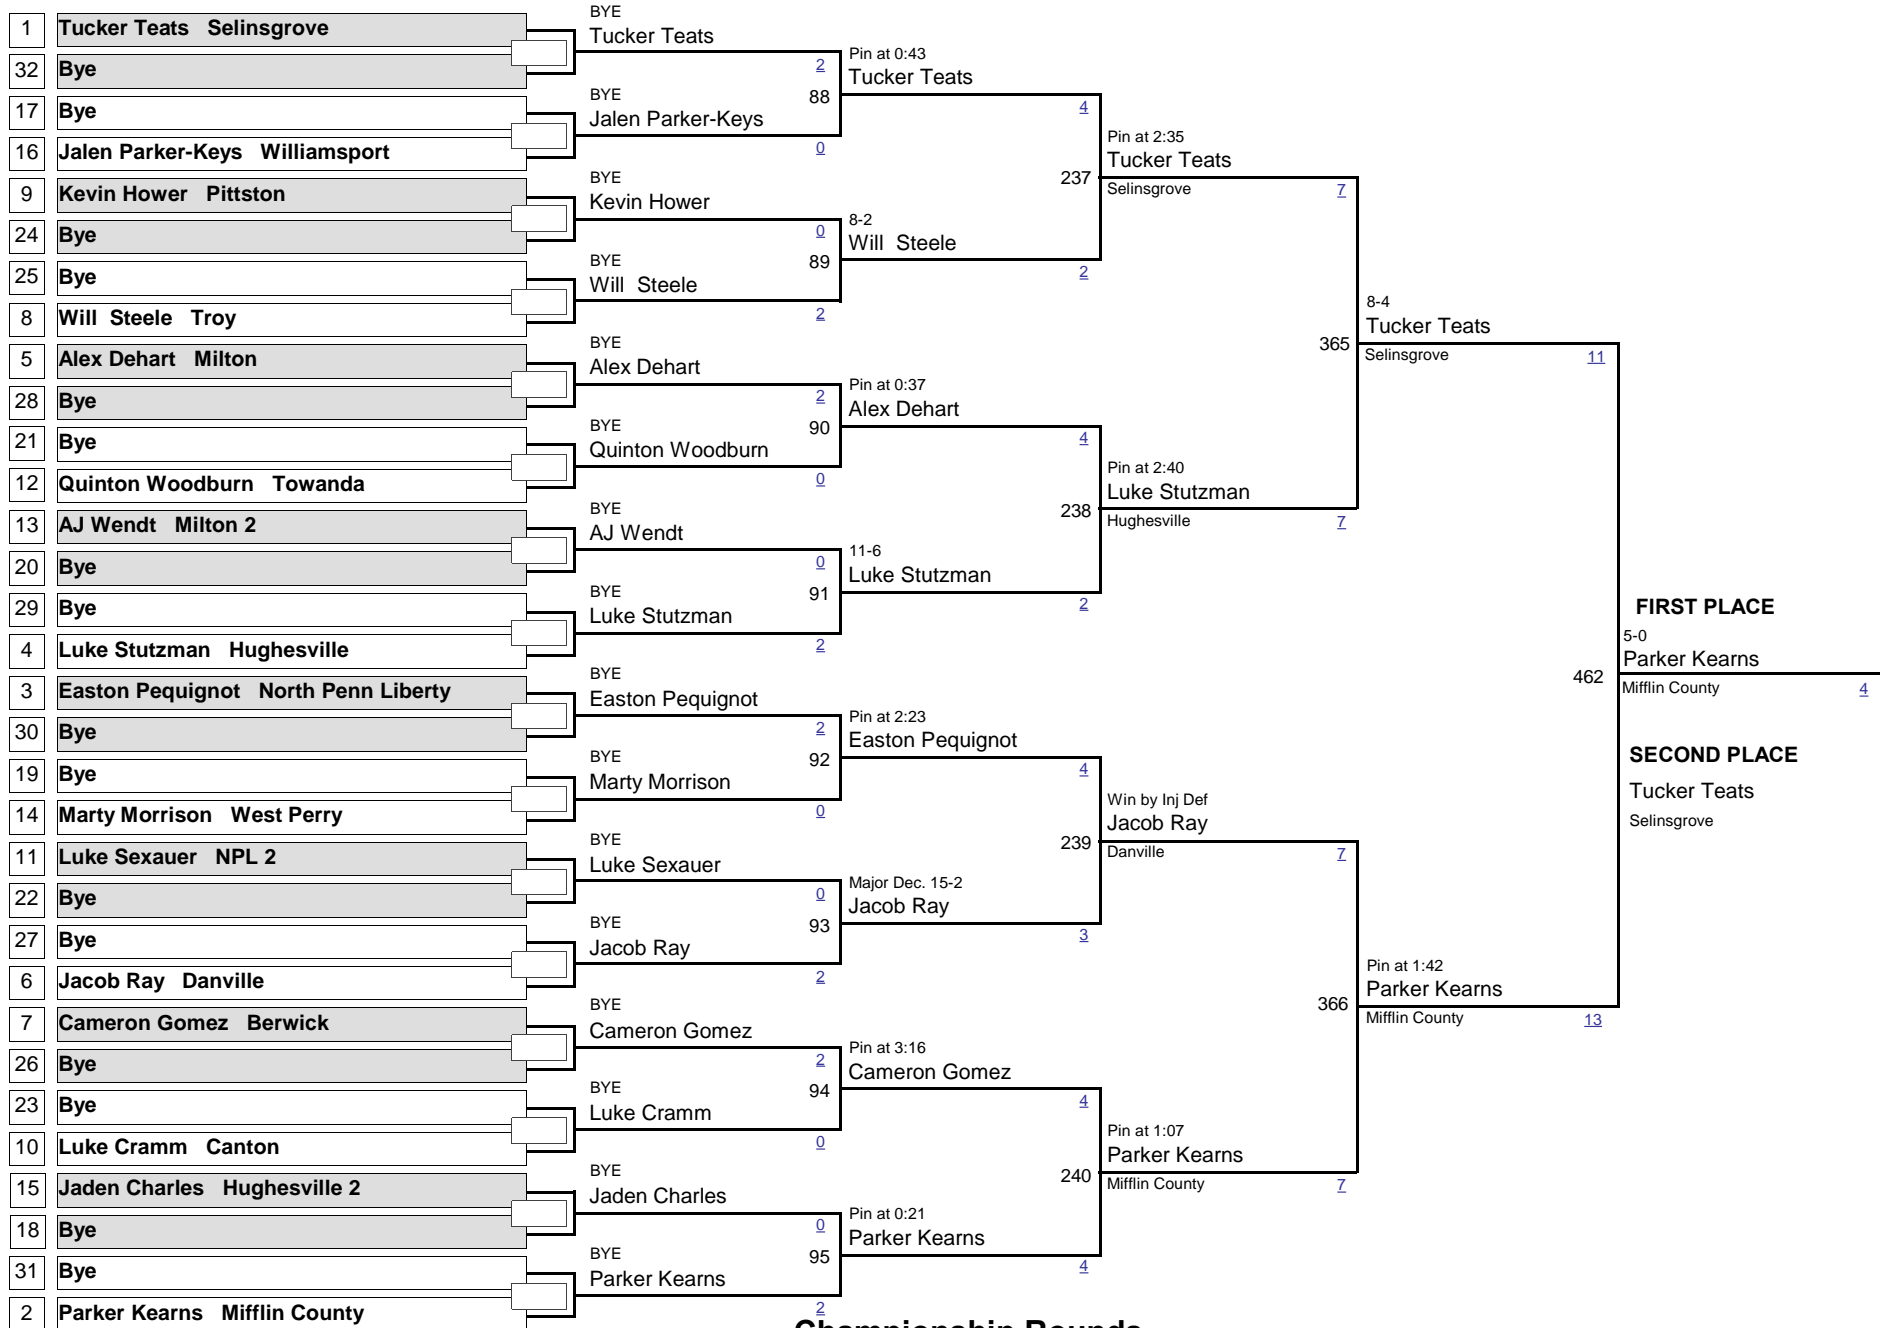 1 Tucker Teats Selinsgrove
32 Bye
17 Bye
16 Jalen Parker-Keys Williamsport
9 Kevin Hower Pittston
24 Bye
25 Bye
8 Will Steele Troy
5 Alex Dehart Milton
28 Bye
21 Bye
12 Quinton Woodburn Towanda
13 AJ Wendt Milton 2
20 Bye
29 Bye
4 Luke Stutzman Hughesville
3 Easton Pequignot North Penn Liberty
30 Bye
19 Bye
14 Marty Morrison West Perry
11 Luke Sexauer NPL 2
22 Bye
27 Bye
6 Jacob Ray Danville
7 Cameron Gomez Berwick
26 Bye
23 Bye
10 Luke Cramm Canton
15 Jaden Charles Hughesville 2
18 Bye
31 Bye
2 Parker Kearns Mifflin County
BYE
Tucker Teats
2
88
BYE
Jalen Parker-Keys
0
BYE
Kevin Hower
0
89
BYE
Will Steele
2
BYE
Alex Dehart
2
90
BYE
Quinton Woodburn
0
BYE
AJ Wendt
0
91
BYE
Luke Stutzman
2
BYE
Easton Pequignot
2
92
BYE
Marty Morrison
0
BYE
Luke Sexauer
0
93
BYE
Jacob Ray
2
BYE
Cameron Gomez
2
94
BYE
Luke Cramm
0
BYE
Jaden Charles
0
95
BYE
Parker Kearns
2
Pin at 0:43
Tucker Teats
4
237
8-2
Will Steele
2
Pin at 0:37
Alex Dehart
4
238
11-6
Luke Stutzman
2
Pin at 2:23
Easton Pequignot
4
239
Major Dec. 15-2
Jacob Ray
3
Pin at 3:16
Cameron Gomez
4
240
Pin at 0:21
Parker Kearns
4
Pin at 2:35
Tucker Teats
Selinsgrove
7
365
Pin at 2:40
Luke Stutzman
Hughesville
7
Win by Inj Def
Jacob Ray
Danville
7
366
Pin at 1:07
Parker Kearns
Mifflin County
7
8-4
Tucker Teats
Selinsgrove
11
462
Pin at 1:42
Parker Kearns
Mifflin County
13
FIRST PLACE
5-0
Parker Kearns
Mifflin County
4
SECOND PLACE
Tucker Teats
Selinsgrove
Championship Rounds